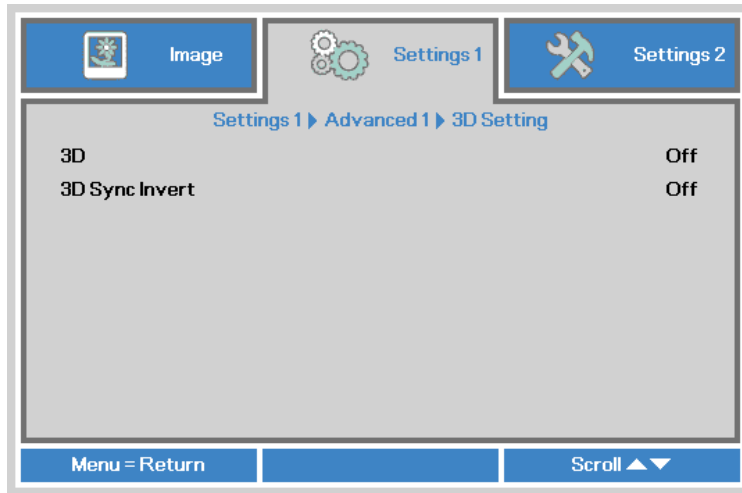 Image
Settings 1
Settings 2
Settings 1 ▶ Advanced 1 ▶ 3D Setting
3D Off
3D Sync Invert Off
Menu = Return
Scroll ▲▼